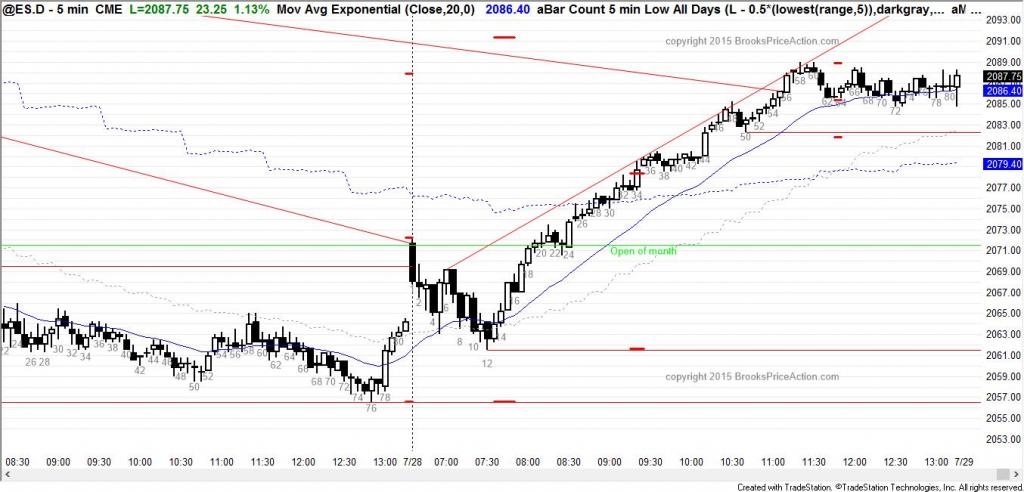 @ES.D - 5 min CME L=2087.75 23.25 1.13% Mov Avg Exponential (Close,20,0) 2086.40 aBar Count 5 min Low All Days (L - 0.5*(lowest(range,5)),darkgray,... aM ...
copyright 2015 BrooksPriceAction.com
2093.00
2091.00
2089.00
2087.75
2086.40
2085.00
2083.00
2081.00
2079.40
2077.00
2075.00
2073.00
2071.00
2069.00
2067.00
2065.00
2063.00
2061.00
2059.00
2057.00
2055.00
2053.00
Open of month
26 28 30 32 34 36 38 40 42 44 46 50 52 54 56 58 60 62 64 66 68 70 72 78 80
16 18 20 22 24
2 4 6 8 10 12 14
26 28 32 34 38 40 42 44 48 50 52 54 56 58 60 62 64 66 68 70 72 74 76 78 80
copyright 2015 BrooksPriceAction.com
08:30 09:00 09:30 10:00 10:30 11:00 11:30 12:00 12:30 13:00 7/28 07:00 07:30 08:00 08:30 09:00 09:30 10:00 10:30 11:00 11:30 12:00 12:30 13:00 7/29
Created with TradeStation. ©TradeStation Technologies, Inc. All rights reserved.